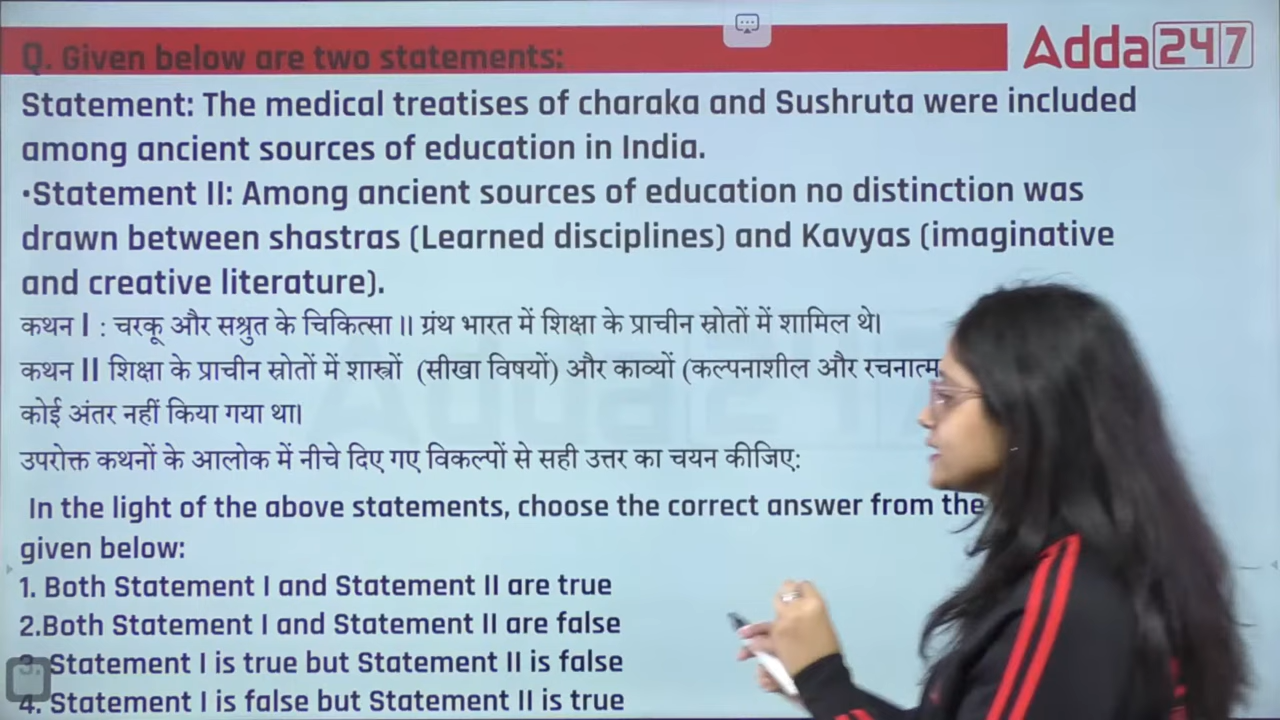 Q. Given below are two statements:
Adda247
Statement: The medical treatises of charaka and Sushruta were included
among ancient sources of education in India.
•Statement II: Among ancient sources of education no distinction was
drawn between shastras (Learned disciplines) and Kavyas (imaginative
and creative literature).
कथन I : चरकू और सश्रुत के चिकित्सा ॥ ग्रंथ भारत में शिक्षा के प्राचीन स्रोतों में शामिल थे।
कथन II शिक्षा के प्राचीन स्रोतों में शास्त्रों (सीखा विषयों) और काव्यों (कल्पनाशील और
कोई अंतर नहीं किया गया था।
उपरोक्त कथनों के आलोक में नीचे दिए गए विकल्पों से सही उत्तर का चयन कीजिए:
In the light of the above statements, choose the correct answer from the
given below:
1. Both Statement I and Statement II are true
2.Both Statement I and Statement II are false
3. Statement I is true but Statement II is false
4. Statement I is false but Statement II is true